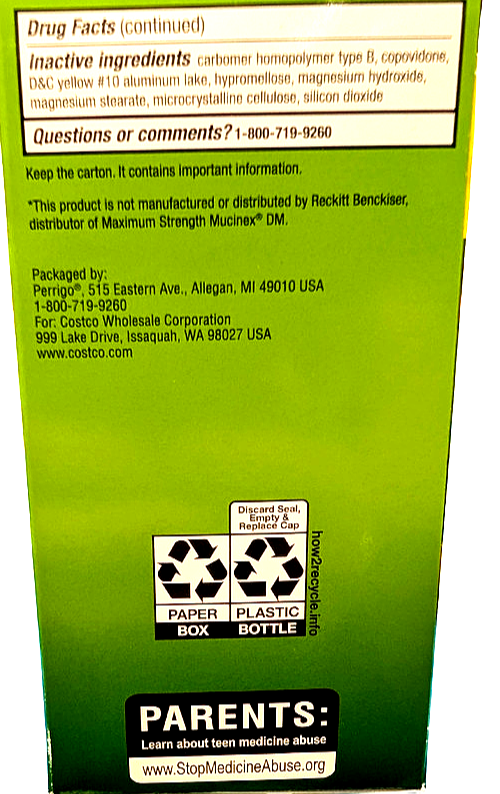 Drug Facts (continued)
Inactive ingredients carbomer homopolymer type B, copovidone,
D&C yellow #10 aluminum lake, hypromellose, magnesium hydroxide,
magnesium stearate, microcrystalline cellulose, silicon dioxide
Questions or comments? 1-800-719-9260
Keep the carton. It contains important information.
*This product is not manufactured or distributed by Reckitt Benckiser,
distributor of Maximum Strength Mucinex® DM.
Packaged by:
Perrigo®, 515 Eastern Ave., Allegan, MI 49010 USA
1-800-719-9260
For: Costco Wholesale Corporation
999 Lake Drive, Issaquah, WA 98027 USA
www.costco.com
Discard Seal,
Empty &
Replace Cap
PAPER
BOX
PLASTIC
BOTTLE
how2recycle.info
PARENTS:
Learn about teen medicine abuse
www.StopMedicineAbuse.org